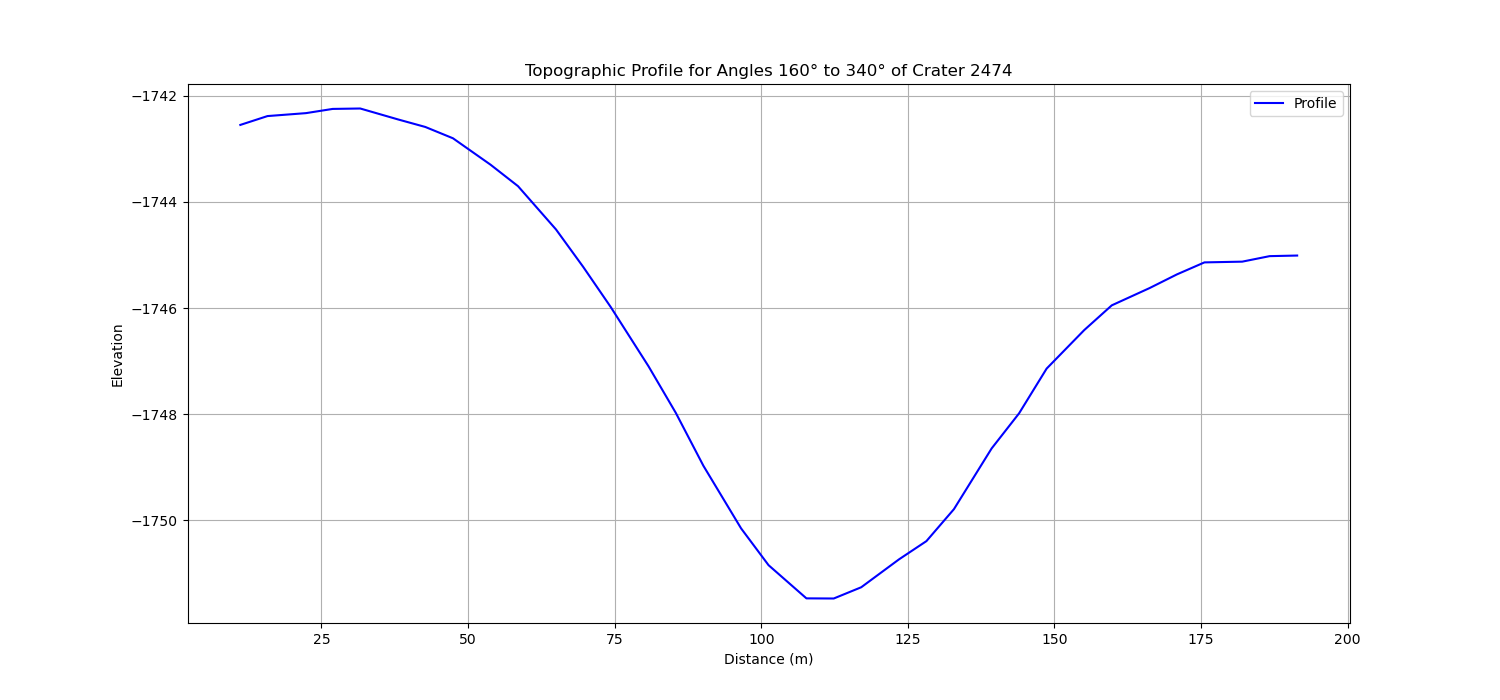 Topographic Profile for Angles 160° to 340° of Crater 2474
Profile
−1742
−1744
−1746
−1748
−1750
Elevation
25 50 75 100 125 150 175 200
Distance (m)